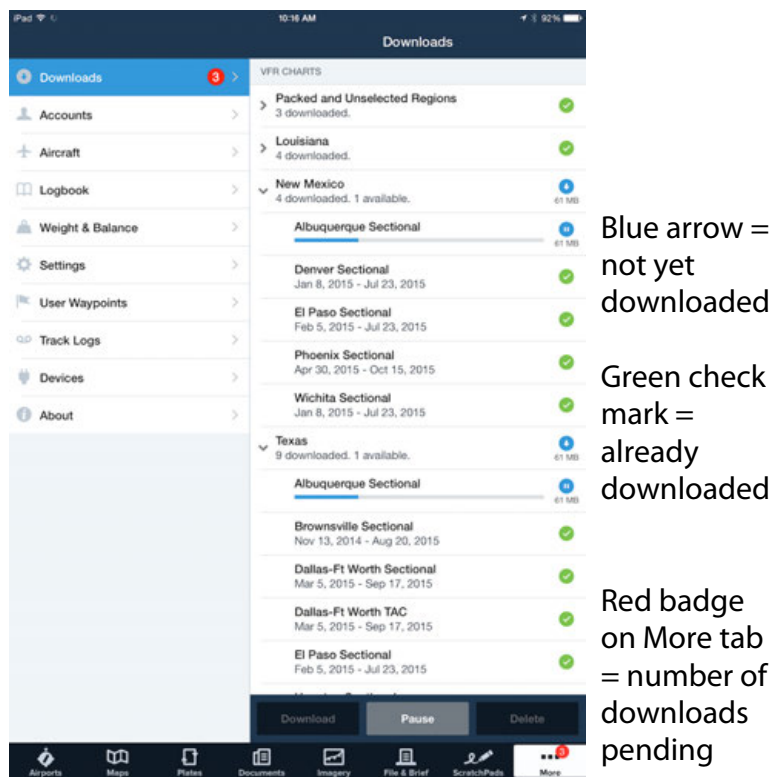 iPad
10:16 AM
92%
Downloads
Downloads
3
Accounts
Aircraft
Logbook
Weight & Balance
Settings
User Waypoints
Track Logs
Devices
About
VFR CHARTS
Packed and Unselected Regions
3 downloaded.
Louisiana
4 downloaded.
New Mexico
4 downloaded. 1 available.
61 MB
Albuquerque Sectional
61 MB
Denver Sectional
Jan 8, 2015 - Jul 23, 2015
El Paso Sectional
Feb 5, 2015 - Jul 23, 2015
Phoenix Sectional
Apr 30, 2015 - Oct 15, 2015
Wichita Sectional
Jan 8, 2015 - Jul 23, 2015
Texas
9 downloaded. 1 available.
61 MB
Albuquerque Sectional
61 MB
Brownsville Sectional
Nov 13, 2014 - Aug 20, 2015
Dallas-Ft Worth Sectional
Mar 5, 2015 - Sep 17, 2015
Dallas-Ft Worth TAC
Mar 5, 2015 - Sep 17, 2015
El Paso Sectional
Feb 5, 2015 - Jul 23, 2015
Download
Pause
Delete
Airports
Maps
Plates
Documents
Imagery
File & Brief
ScratchPads
3
More
Blue arrow =
not yet
downloaded
Green check
mark =
already
downloaded
Red badge
on More tab
= number of
downloads
pending